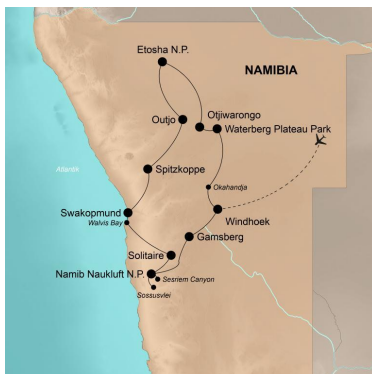 Etosha N.P.
NAMIBIA
Otjiwarongo
Outjo
Waterberg Plateau Park
Spitzkoppe
Atlantik
Okahandja
Swakopmund
Walvis Bay
Windhoek
Gamsberg
Solitaire
Namib Naukluft N.P.
Sesriem Canyon
Sossusvlei